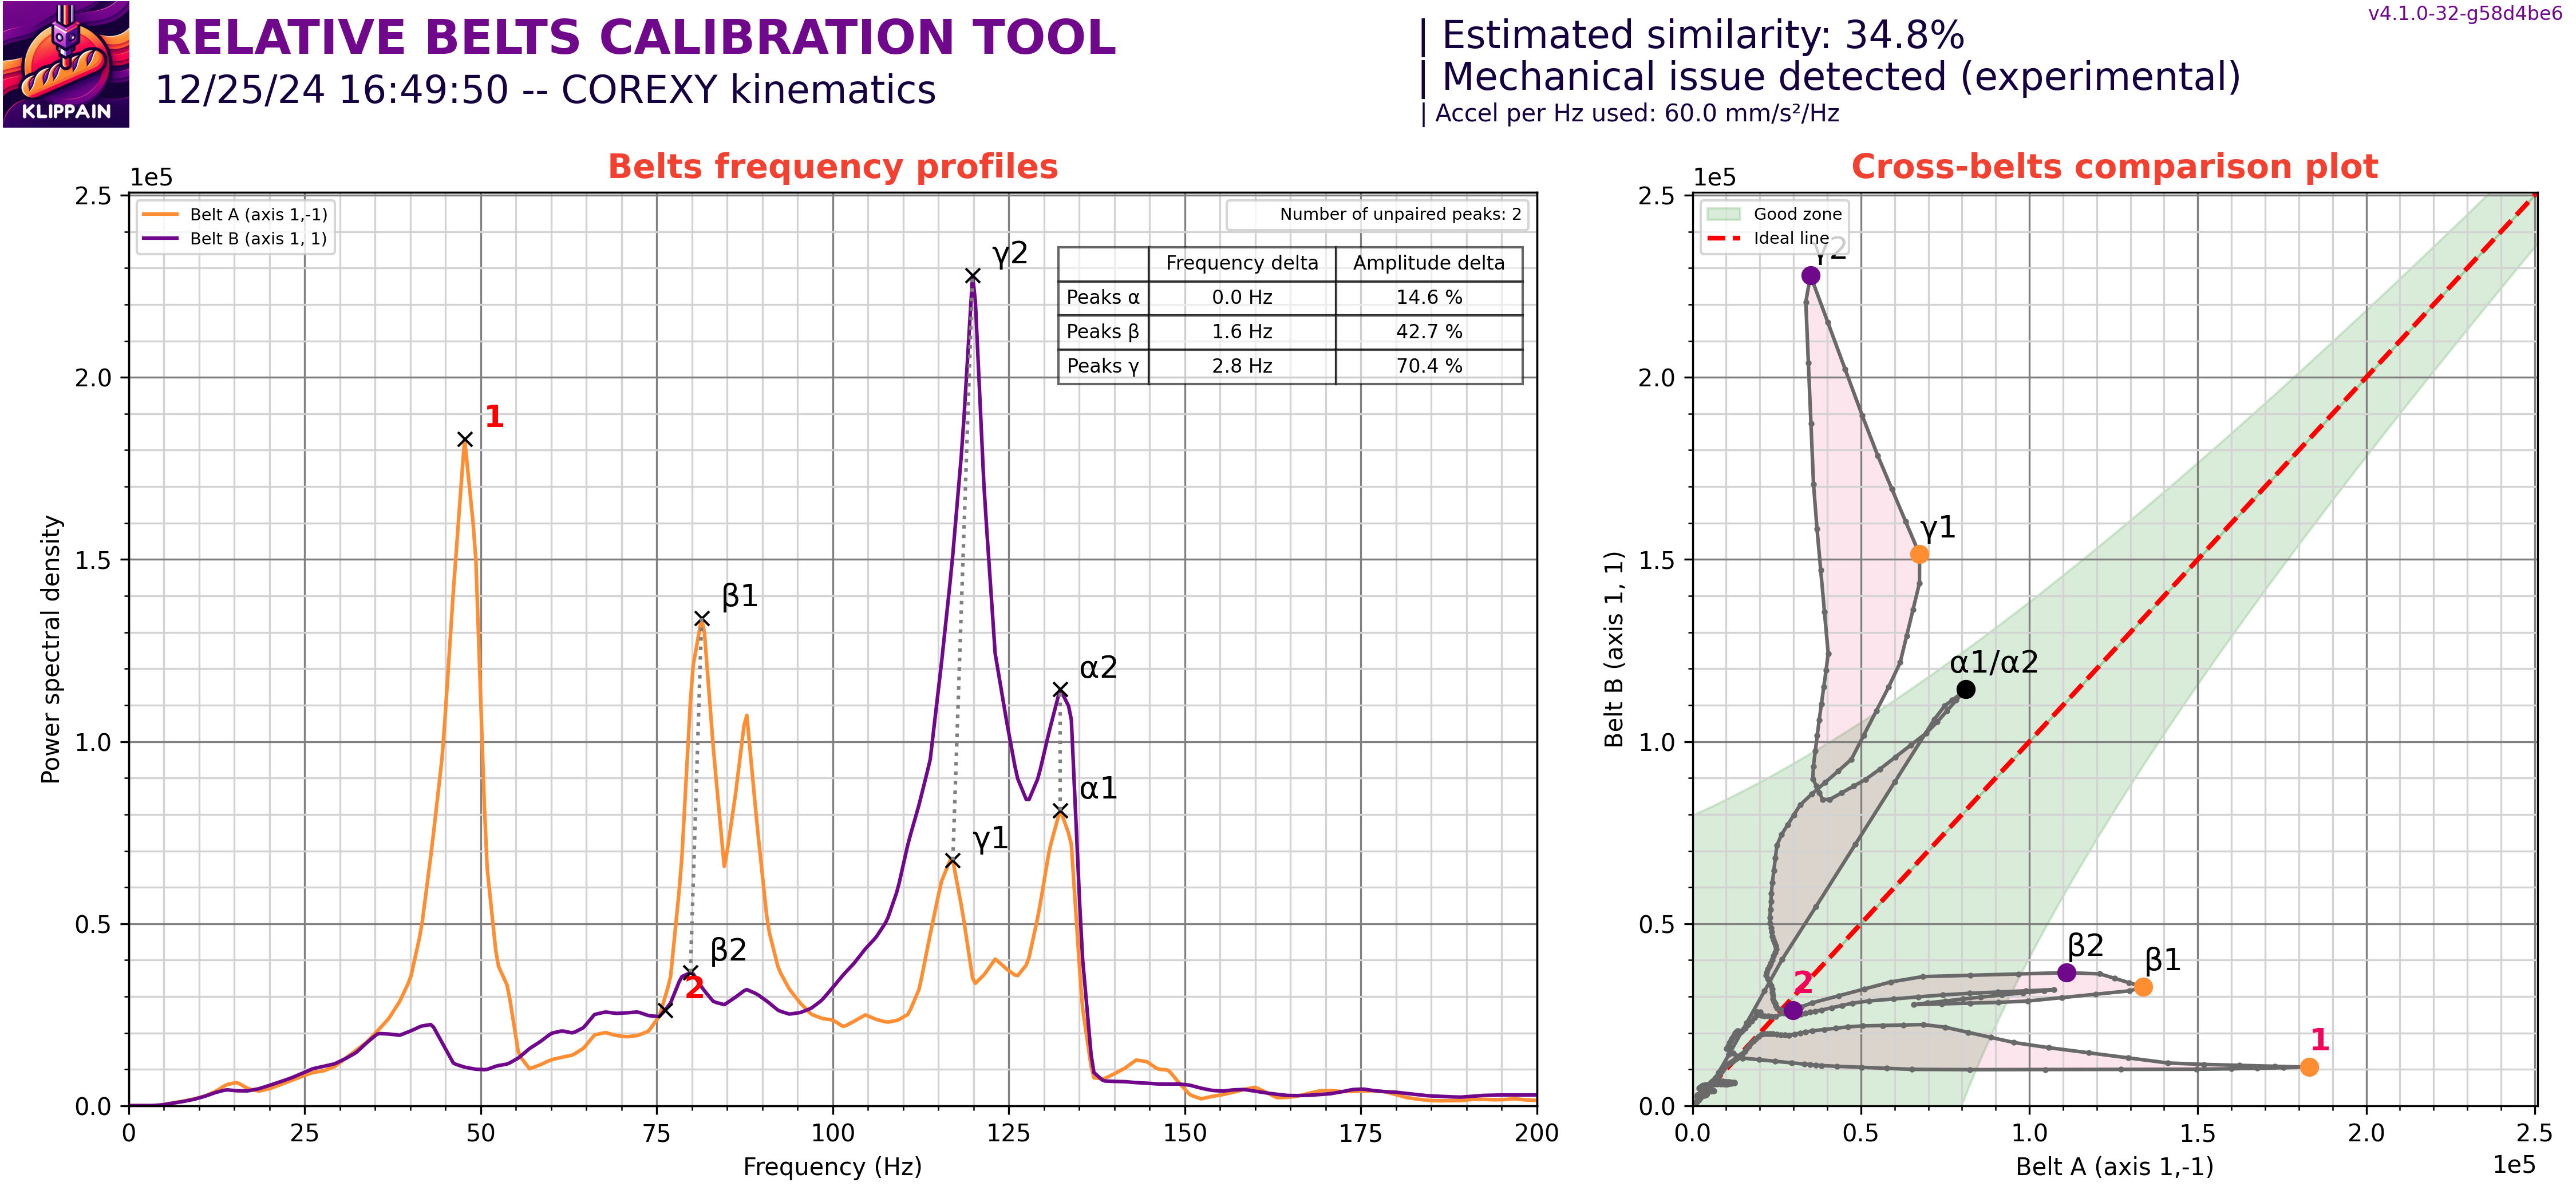 v4.1.0-32-g58d4be6
KLIPPAIN
RELATIVE BELTS CALIBRATION TOOL
12/25/24 16:49:50 -- COREXY kinematics
| Estimated similarity: 34.8%
| Mechanical issue detected (experimental)
| Accel per Hz used: 60.0 mm/s²/Hz
Belts frequency profiles
1e5
Belt A (axis 1,-1)
Belt B (axis 1, 1)
Number of unpaired peaks: 2
Frequency delta Amplitude delta
Peaks α 0.0 Hz 14.6 %
Peaks β 1.6 Hz 42.7 %
Peaks γ 2.8 Hz 70.4 %
γ2
1
β1
α2
α1
γ1
β2
2
2.5
2.0
1.5
1.0
0.5
0.0
Power spectral density
0 25 50 75 100 125 150 175 200
Frequency (Hz)
Cross-belts comparison plot
1e5
Good zone
Ideal line
γ2
γ1
α1/α2
β2
β1
2
1
2.5
2.0
1.5
1.0
0.5
0.0
Belt B (axis 1, 1)
0.0 0.5 1.0 1.5 2.0 2.5
Belt A (axis 1,-1)
1e5